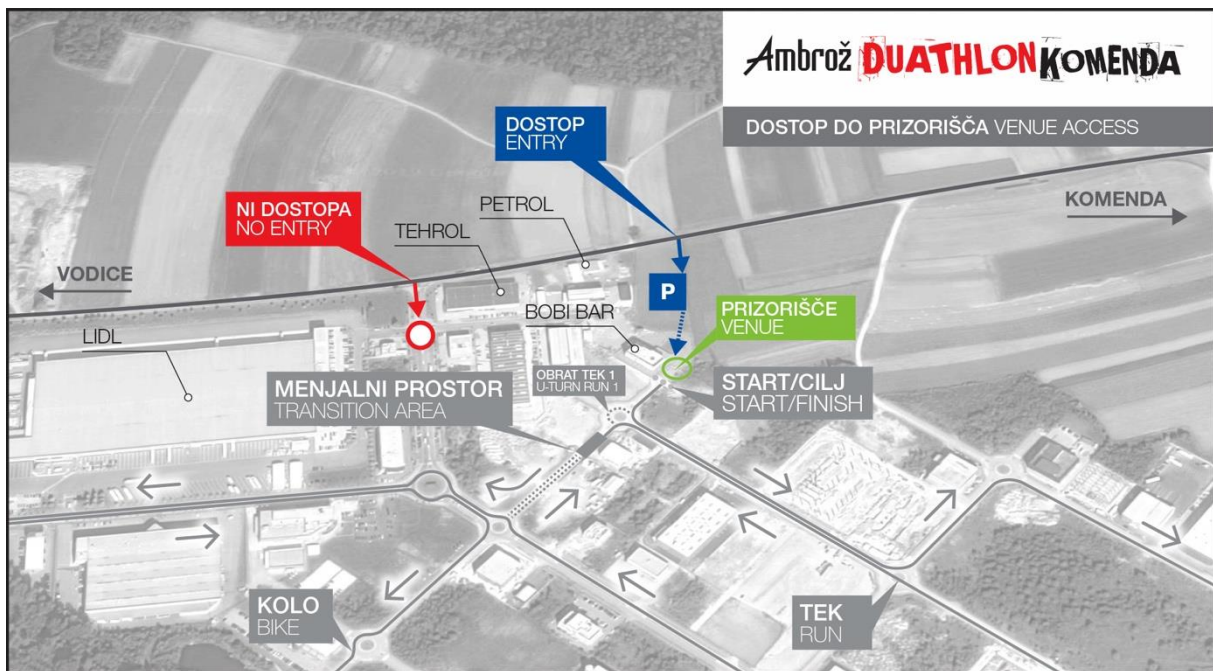 Ambrož DUATHLON KOMENDA
DOSTOP DO PRIZORIŠČA VENUE ACCESS
DOSTOP
ENTRY
KOMENDA
NI DOSTOPA
NO ENTRY
PETROL
TEHROL
VODICE
P
PRIZORIŠČE
VENUE
BOBI BAR
LIDL
OBRAT TEK 1
U-TURN RUN 1
MENJALNI PROSTOR
TRANSITION AREA
START/CILJ
START/FINISH
KOLO
BIKE
TEK
RUN